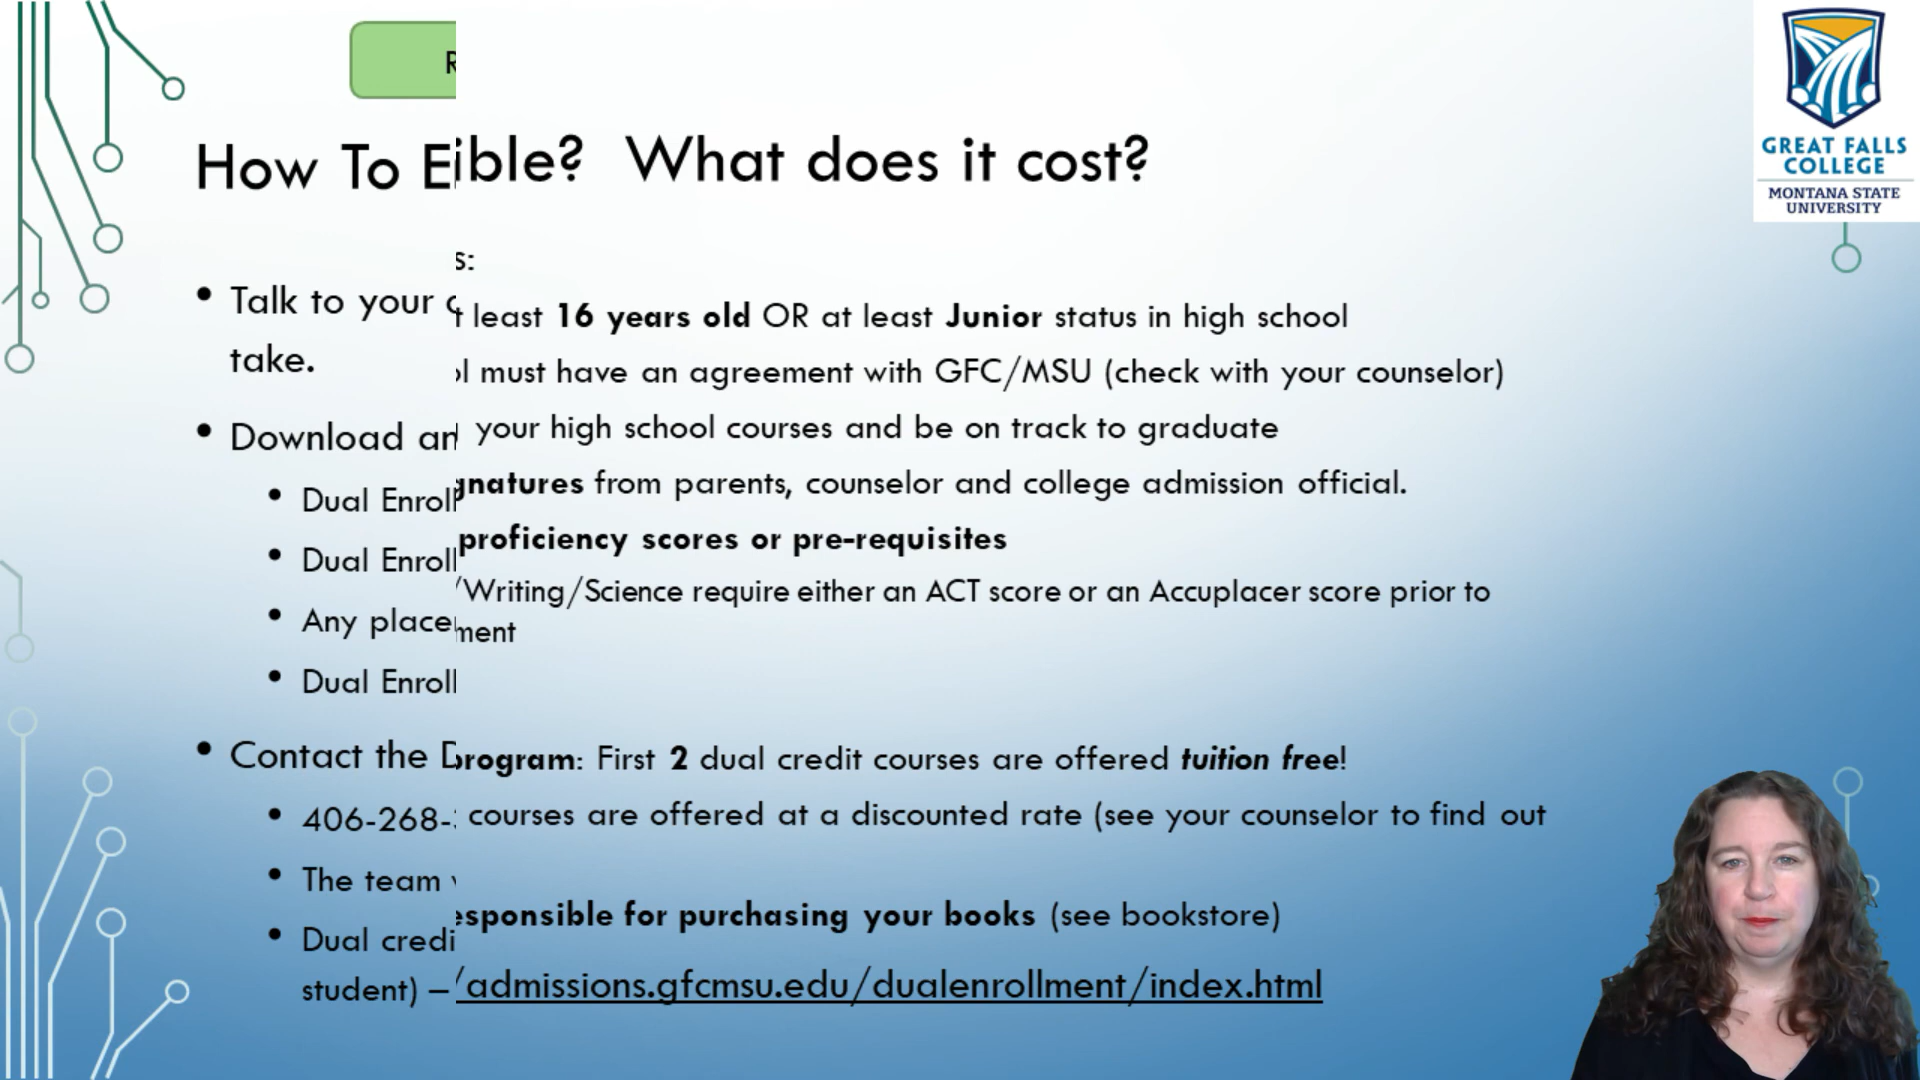 How To E
ible? What does it cost?
GREAT FALLS
COLLEGE
MONTANA STATE
UNIVERSITY
• Talk to your
take.
• Download an
• Dual Enroll
• Dual Enroll
• Any place
• Dual Enroll
• Contact the D
• 406-268-
• The team
• Dual credi
student) –
s:
t least 16 years old OR at least Junior status in high school
ol must have an agreement with GFC/MSU (check with your counselor)
your high school courses and be on track to graduate
gnatures from parents, counselor and college admission official.
proficiency scores or pre-requisites
/Writing/Science require either an ACT score or an Accuplacer score prior to
ment
program: First 2 dual credit courses are offered tuition free!
courses are offered at a discounted rate (see your counselor to find out
esponsible for purchasing your books (see bookstore)
/admissions.gfcmsu.edu/dualenrollment/index.html